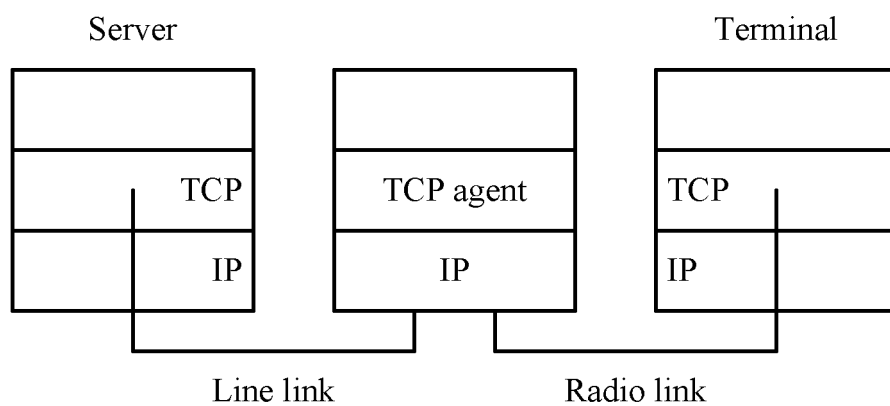 Server
Terminal
TCP
TCP agent
TCP
IP
IP
IP
Line link
Radio link